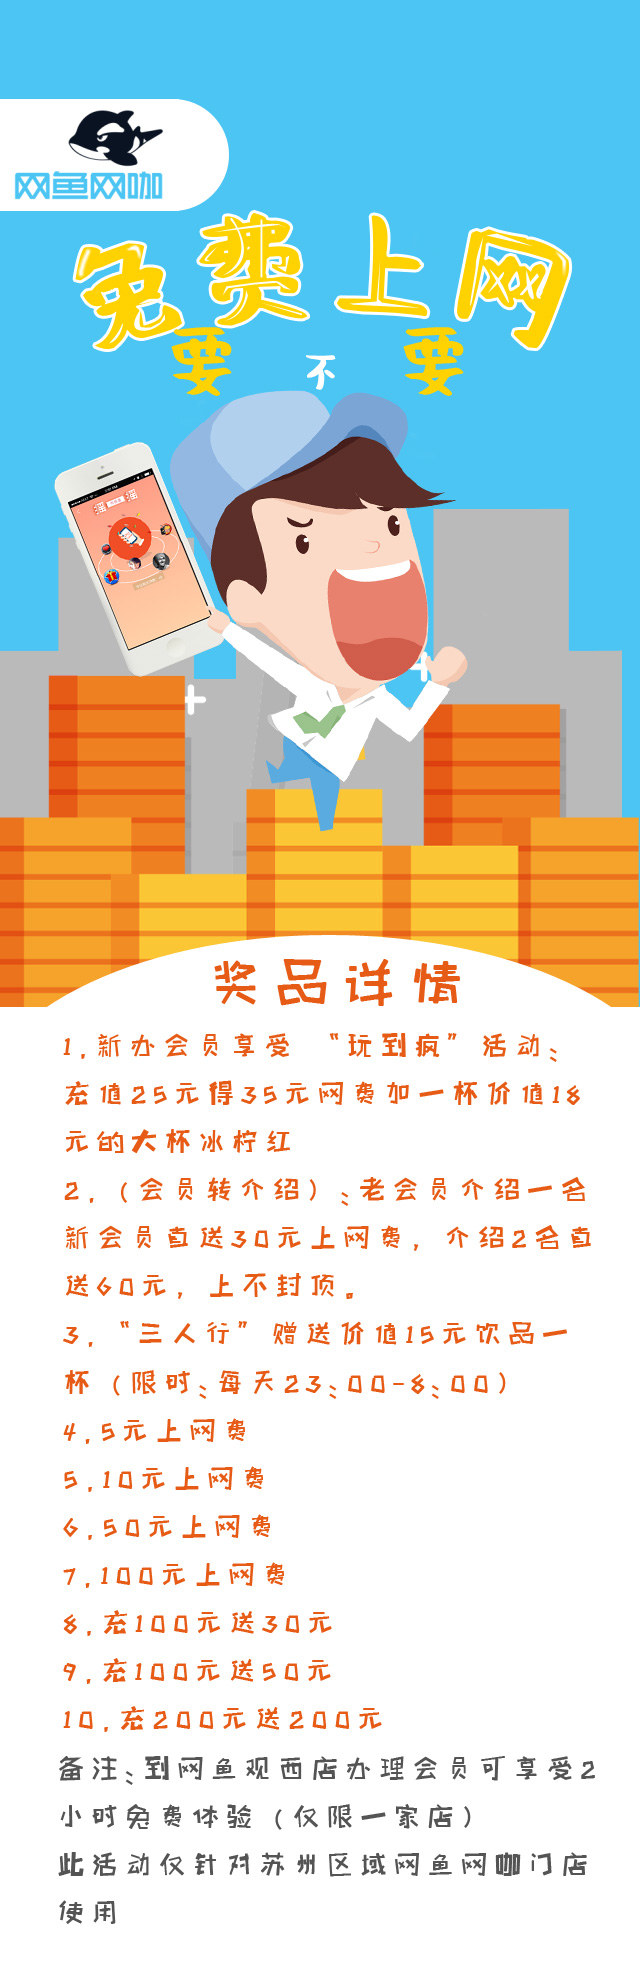 网鱼网咖
免费上网
要不要
奖品详情
1.新办会员享受 “玩到疯”活动、
充值25元得35元网费加一杯价值18
元的大杯冰柠红
2.（会员转介绍）、老会员介绍一名
新会员直送30元上网费，介绍2名直
送60元，上不封顶。
3.“三人行”赠送价值15元饮品一
杯（限时、每天23、00-8、00）
4.5元上网费
5.10元上网费
6.50元上网费
7.100元上网费
8.充100元送30元
9.充100元送50元
10.充200元送200元
备注、到网鱼观西店办理会员可享受2
小时免费体验（仅限一家店）
此活动仅针对苏州区域网鱼网咖门店
使用